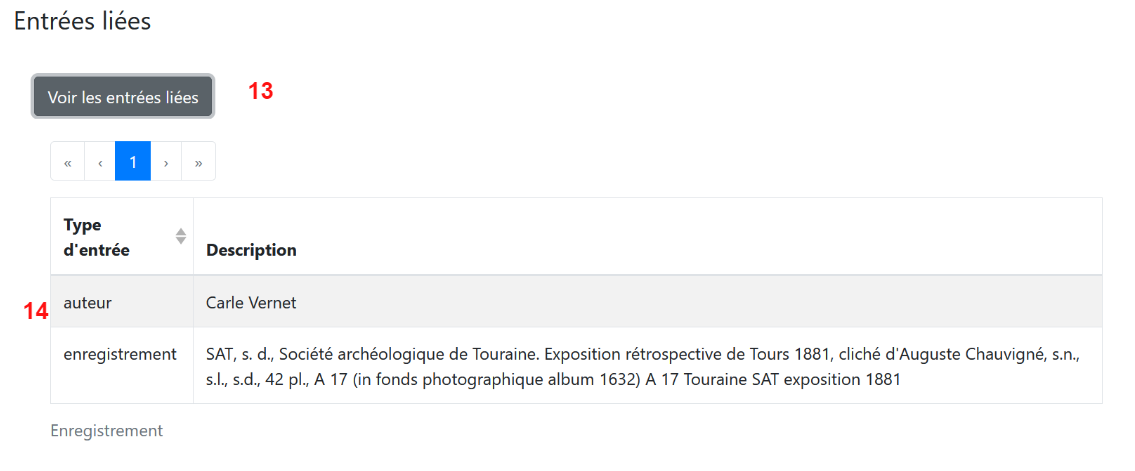 Entrées liées
Voir les entrées liées
13
« ‹ 1 › »
Type
d'entrée
Description
auteur
Carle Vernet
14
enregistrement
SAT, s. d., Société archéologique de Touraine. Exposition rétrospective de Tours 1881, cliché d'Auguste Chauvigné, s.n.,
s.l., s.d., 42 pl., A 17 (in fonds photographique album 1632) A 17 Touraine SAT exposition 1881
Enregistrement